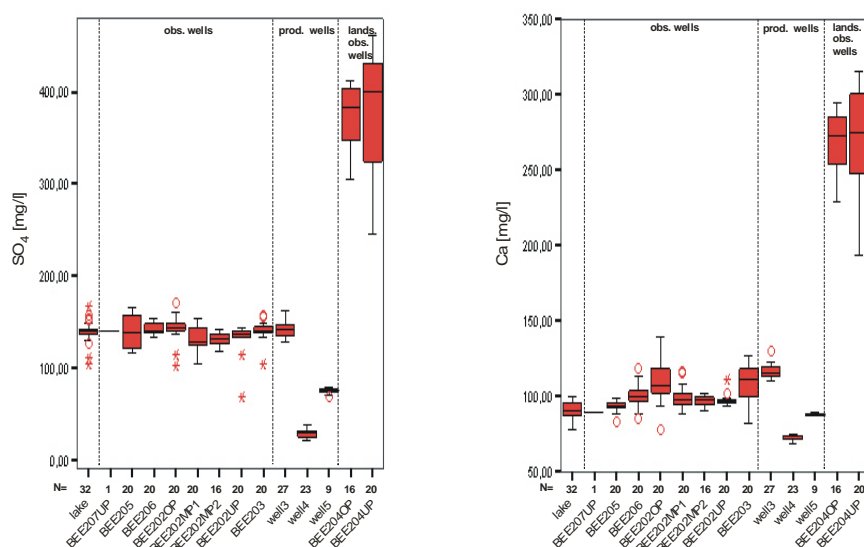 obs. wells
prod. wells
lands.
obs.
wells
SO4 [mg/l]
400,00
300,00
200,00
100,00
0,00
N=
32
1
20
20
20
20
16
20
20
27
23
9
16
20
lake
BEE207UP
BEE205
BEE206
BEE202OP
BEE202MP1
BEE202MP2
BEE202UP
BEE203
well3
well4
well5
BEE204OP
BEE204UP
obs. wells
prod. wells
lands.
obs.
wells
Ca [mg/l]
350,00
300,00
250,00
200,00
150,00
100,00
50,00
N=
32
1
20
20
20
20
16
20
20
27
23
9
16
20
lake
BEE207UP
BEE205
BEE206
BEE202OP
BEE202MP1
BEE202MP2
BEE202UP
BEE203
well3
well4
well5
BEE204OP
BEE204UP